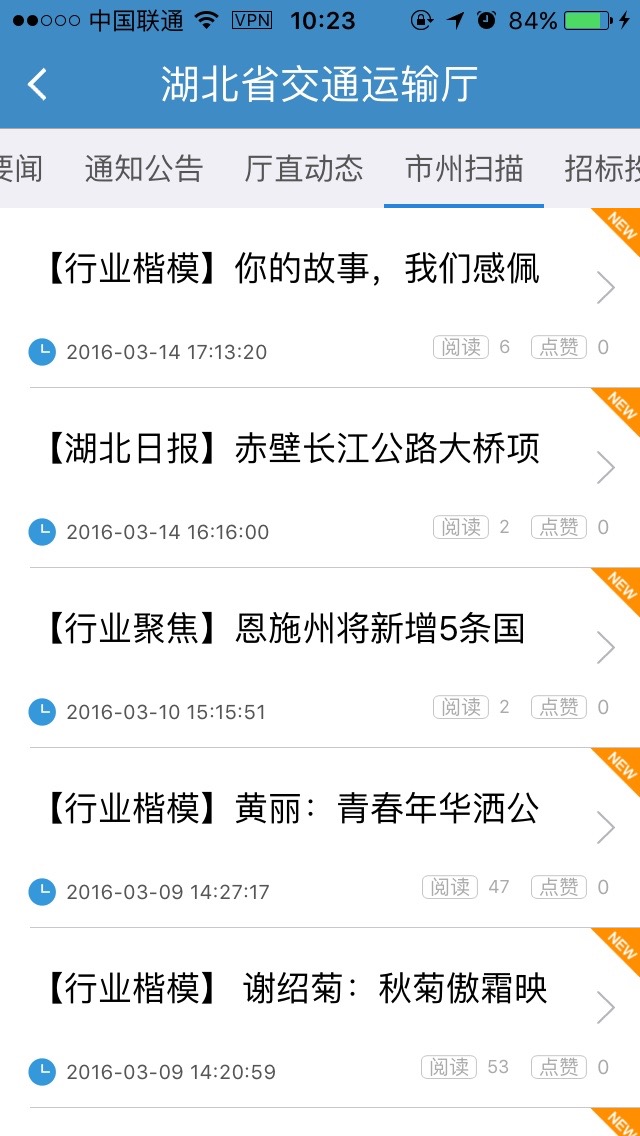 中国联通 VPN 10:23 84%
湖北省交通运输厅
要闻 通知公告 厅直动态 市州扫描 招标投
NEW
【行业楷模】你的故事，我们感佩
2016-03-14 17:13:20 阅读 6 点赞 0
NEW
【湖北日报】赤壁长江公路大桥项
2016-03-14 16:16:00 阅读 2 点赞 0
NEW
【行业聚焦】恩施州将新增5条国
2016-03-10 15:15:51 阅读 2 点赞 0
NEW
【行业楷模】黄丽：青春年华洒公
2016-03-09 14:27:17 阅读 47 点赞 0
NEW
【行业楷模】 谢绍菊：秋菊傲霜映
2016-03-09 14:20:59 阅读 53 点赞 0
NEW